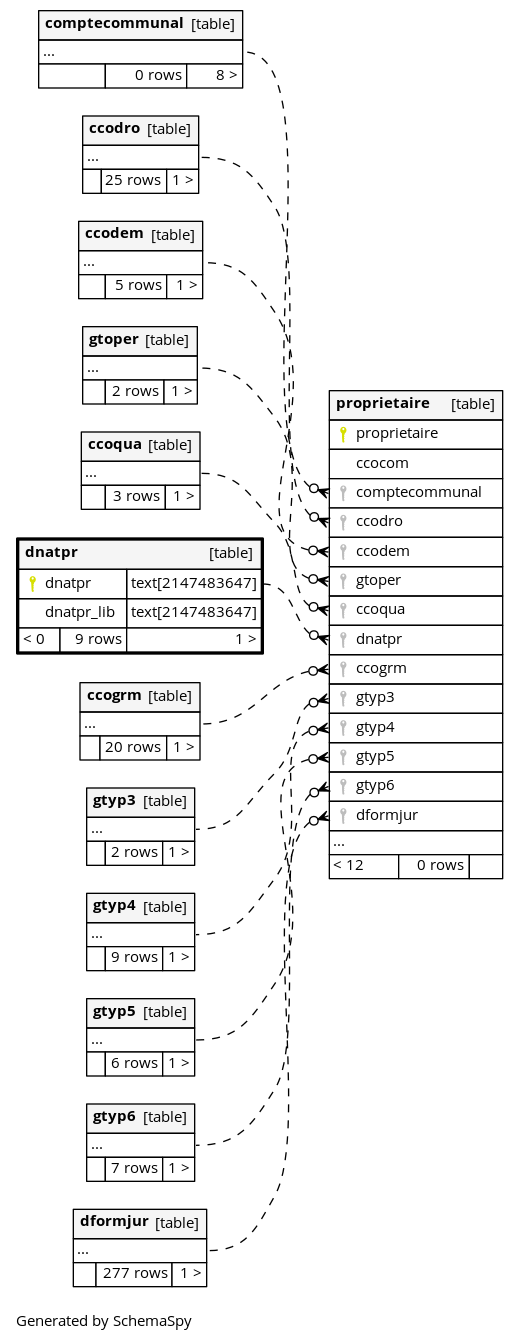 comptecommunal [table]
...
0 rows 8 >
ccodro [table]
...
25 rows 1 >
ccodem [table]
...
5 rows 1 >
gtoper [table]
...
2 rows 1 >
ccoqua [table]
...
3 rows 1 >
dnatpr [table]
dnatpr text[2147483647]
dnatpr_lib text[2147483647]
< 0 9 rows 1 >
ccogrm [table]
...
20 rows 1 >
gtyp3 [table]
...
2 rows 1 >
gtyp4 [table]
...
9 rows 1 >
gtyp5 [table]
...
6 rows 1 >
gtyp6 [table]
...
7 rows 1 >
dformjur [table]
...
277 rows 1 >
proprietaire [table]
proprietaire
ccocom
comptecommunal
ccodro
ccodem
gtoper
ccoqua
dnatpr
ccogrm
gtyp3
gtyp4
gtyp5
gtyp6
dformjur
...
< 12 0 rows
Generated by SchemaSpy